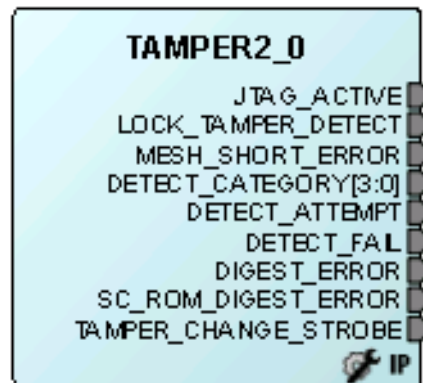 TAMPER2_0
JTAG_ACTIVE
LOCK_TAMPER_DETECT
MESH_SHORT_ERROR
DETECT_CATEGORY[3:0]
DETECT_ATTEMPT
DETECT_FAIL
DIGEST_ERROR
SC_ROM_DIGEST_ERROR
TAMPER_CHANGE_STROBE
IP